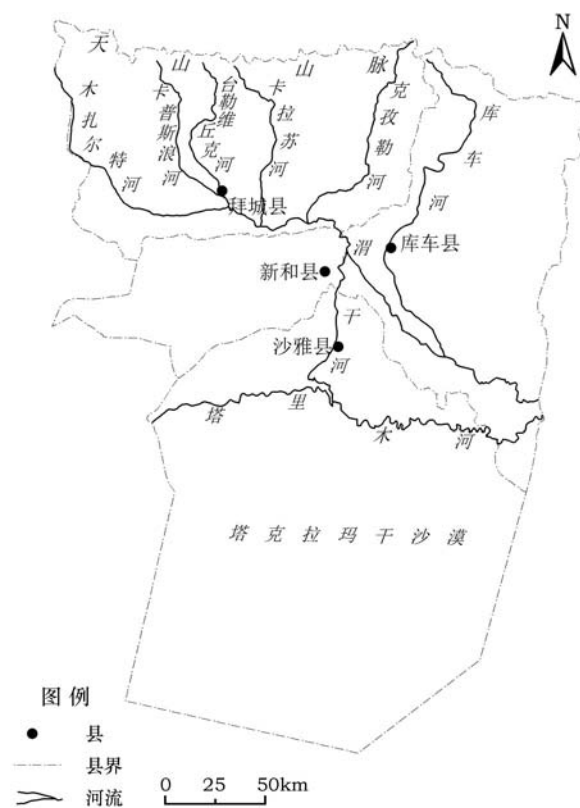 N
天山山脉
木扎尔特河
卡普斯浪河
台勒维丘克河
卡拉苏河
克孜勒河
库车河
拜城县
渭干河
库车县
新和县
沙雅县
塔里木河
塔克拉玛干沙漠
图例
县
县界
河流
0 25 50km